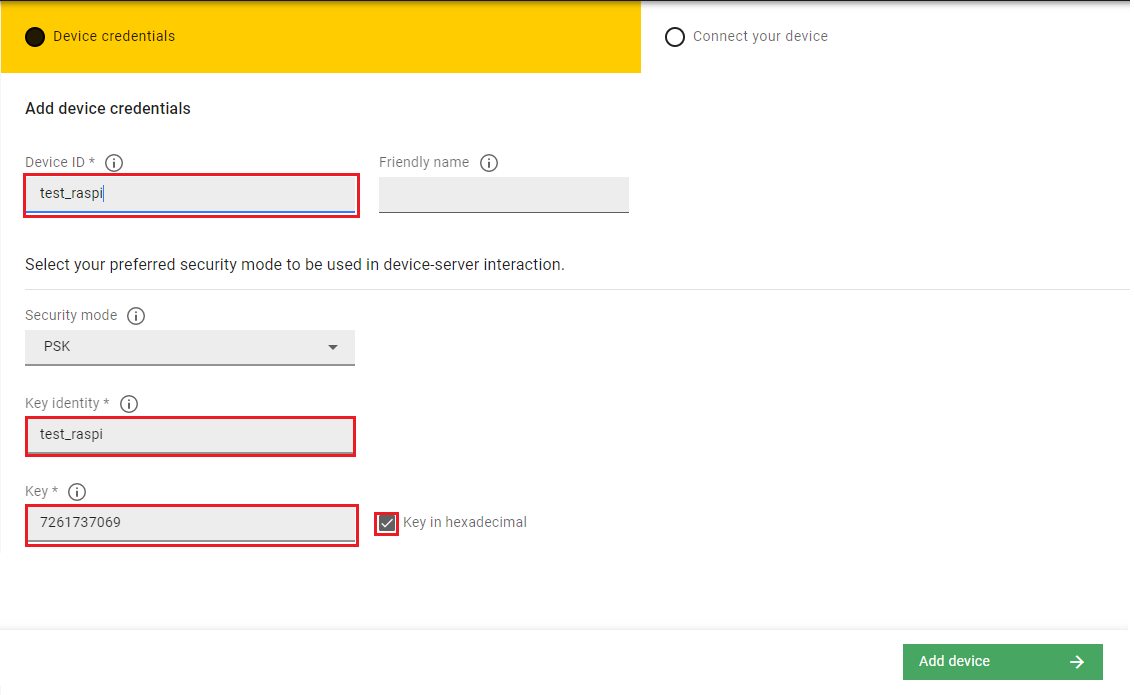 Device credentials
Connect your device
Add device credentials
Device ID *
Friendly name
test_raspi
Select your preferred security mode to be used in device-server interaction.
Security mode
PSK
Key identity *
test_raspi
Key *
7261737069
Key in hexadecimal
Add device